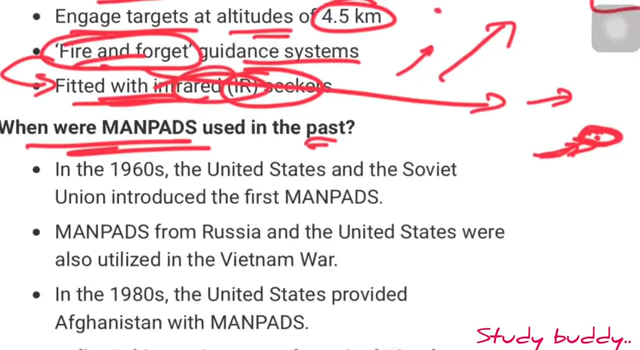 • Engage targets at altitudes of 4.5 km
• 'Fire and forget' guidance systems
• Fitted with infrared (IR) seekers
When were MANPADS used in the past?
• In the 1960s, the United States and the Soviet
Union introduced the first MANPADS.
• MANPADS from Russia and the United States were
also utilized in the Vietnam War.
• In the 1980s, the United States provided
Afghanistan with MANPADS.
Study buddy..